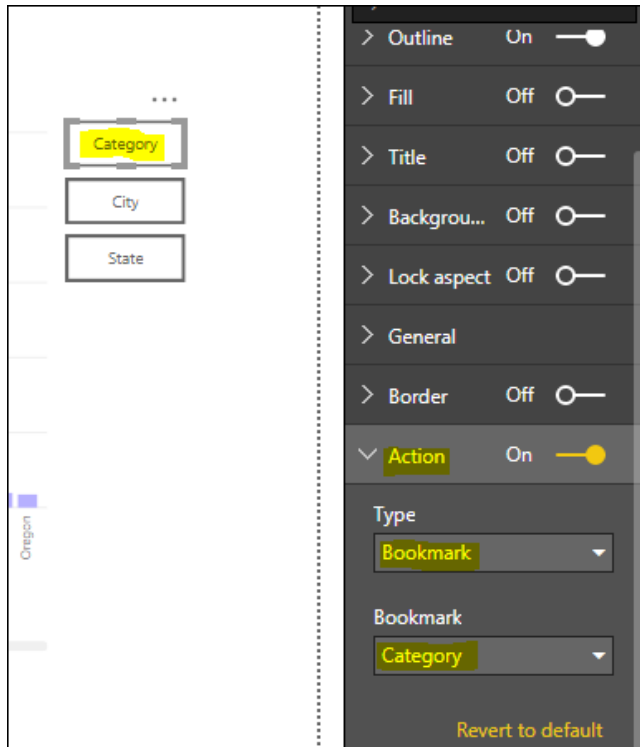 Outline On
Fill Off
Title Off
Backgrou... Off
Lock aspect Off
General
Border Off
Action On
Type
Bookmark
Bookmark
Category
Revert to default
...
Category
City
State
Oregon